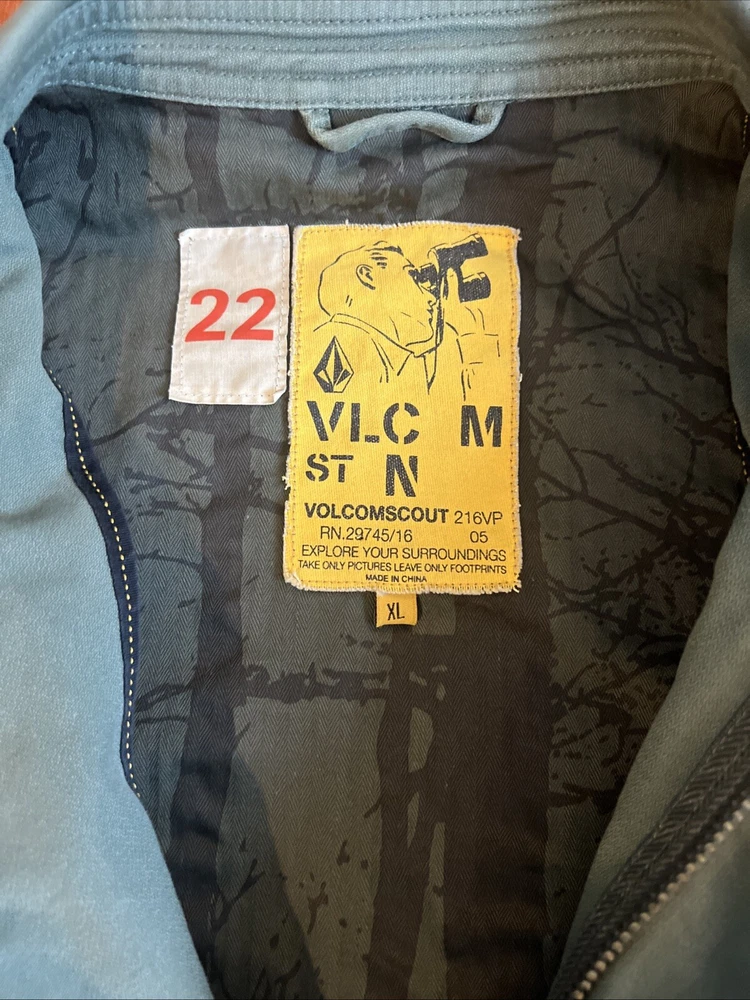 22
VLC M
ST N
VOLCOMSCOUT 216VP
RN.29745/16 05
EXPLORE YOUR SURROUNDINGS
TAKE ONLY PICTURES LEAVE ONLY FOOTPRINTS
MADE IN CHINA
XL